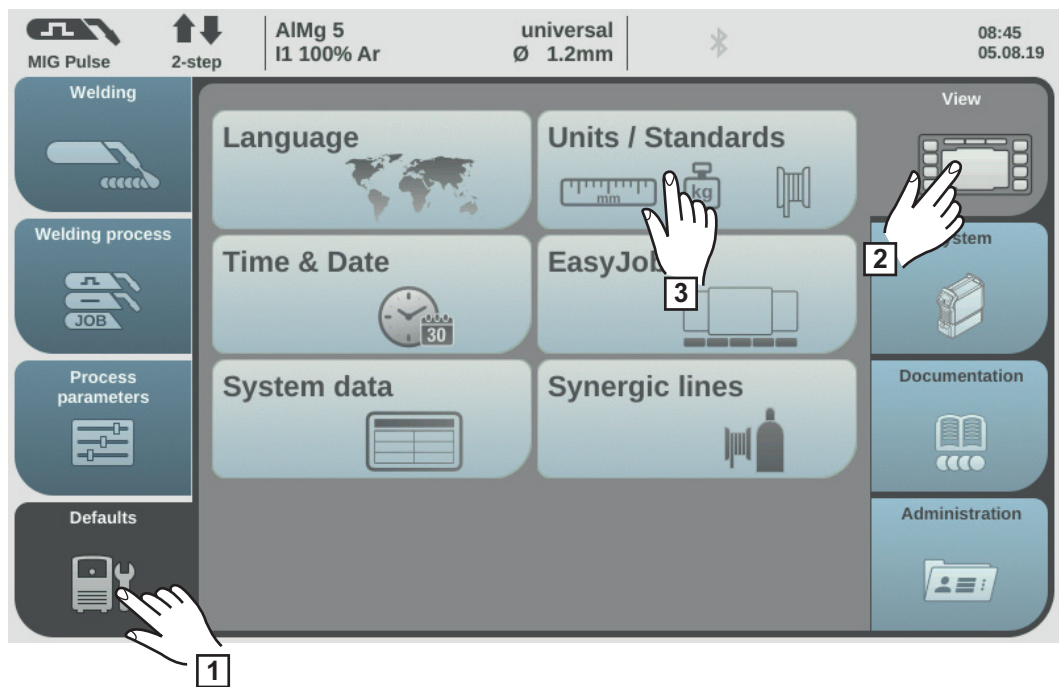 MIG Pulse
2-step
AlMg 5
I1 100% Ar
universal
Ø 1.2mm
08:45
05.08.19
Welding
Welding process
JOB
Process
parameters
Defaults
Language
Units / Standards
mm
kg
Time & Date
30
EasyJob
System data
Synergic lines
View
System
Documentation
Administration
1
2
3